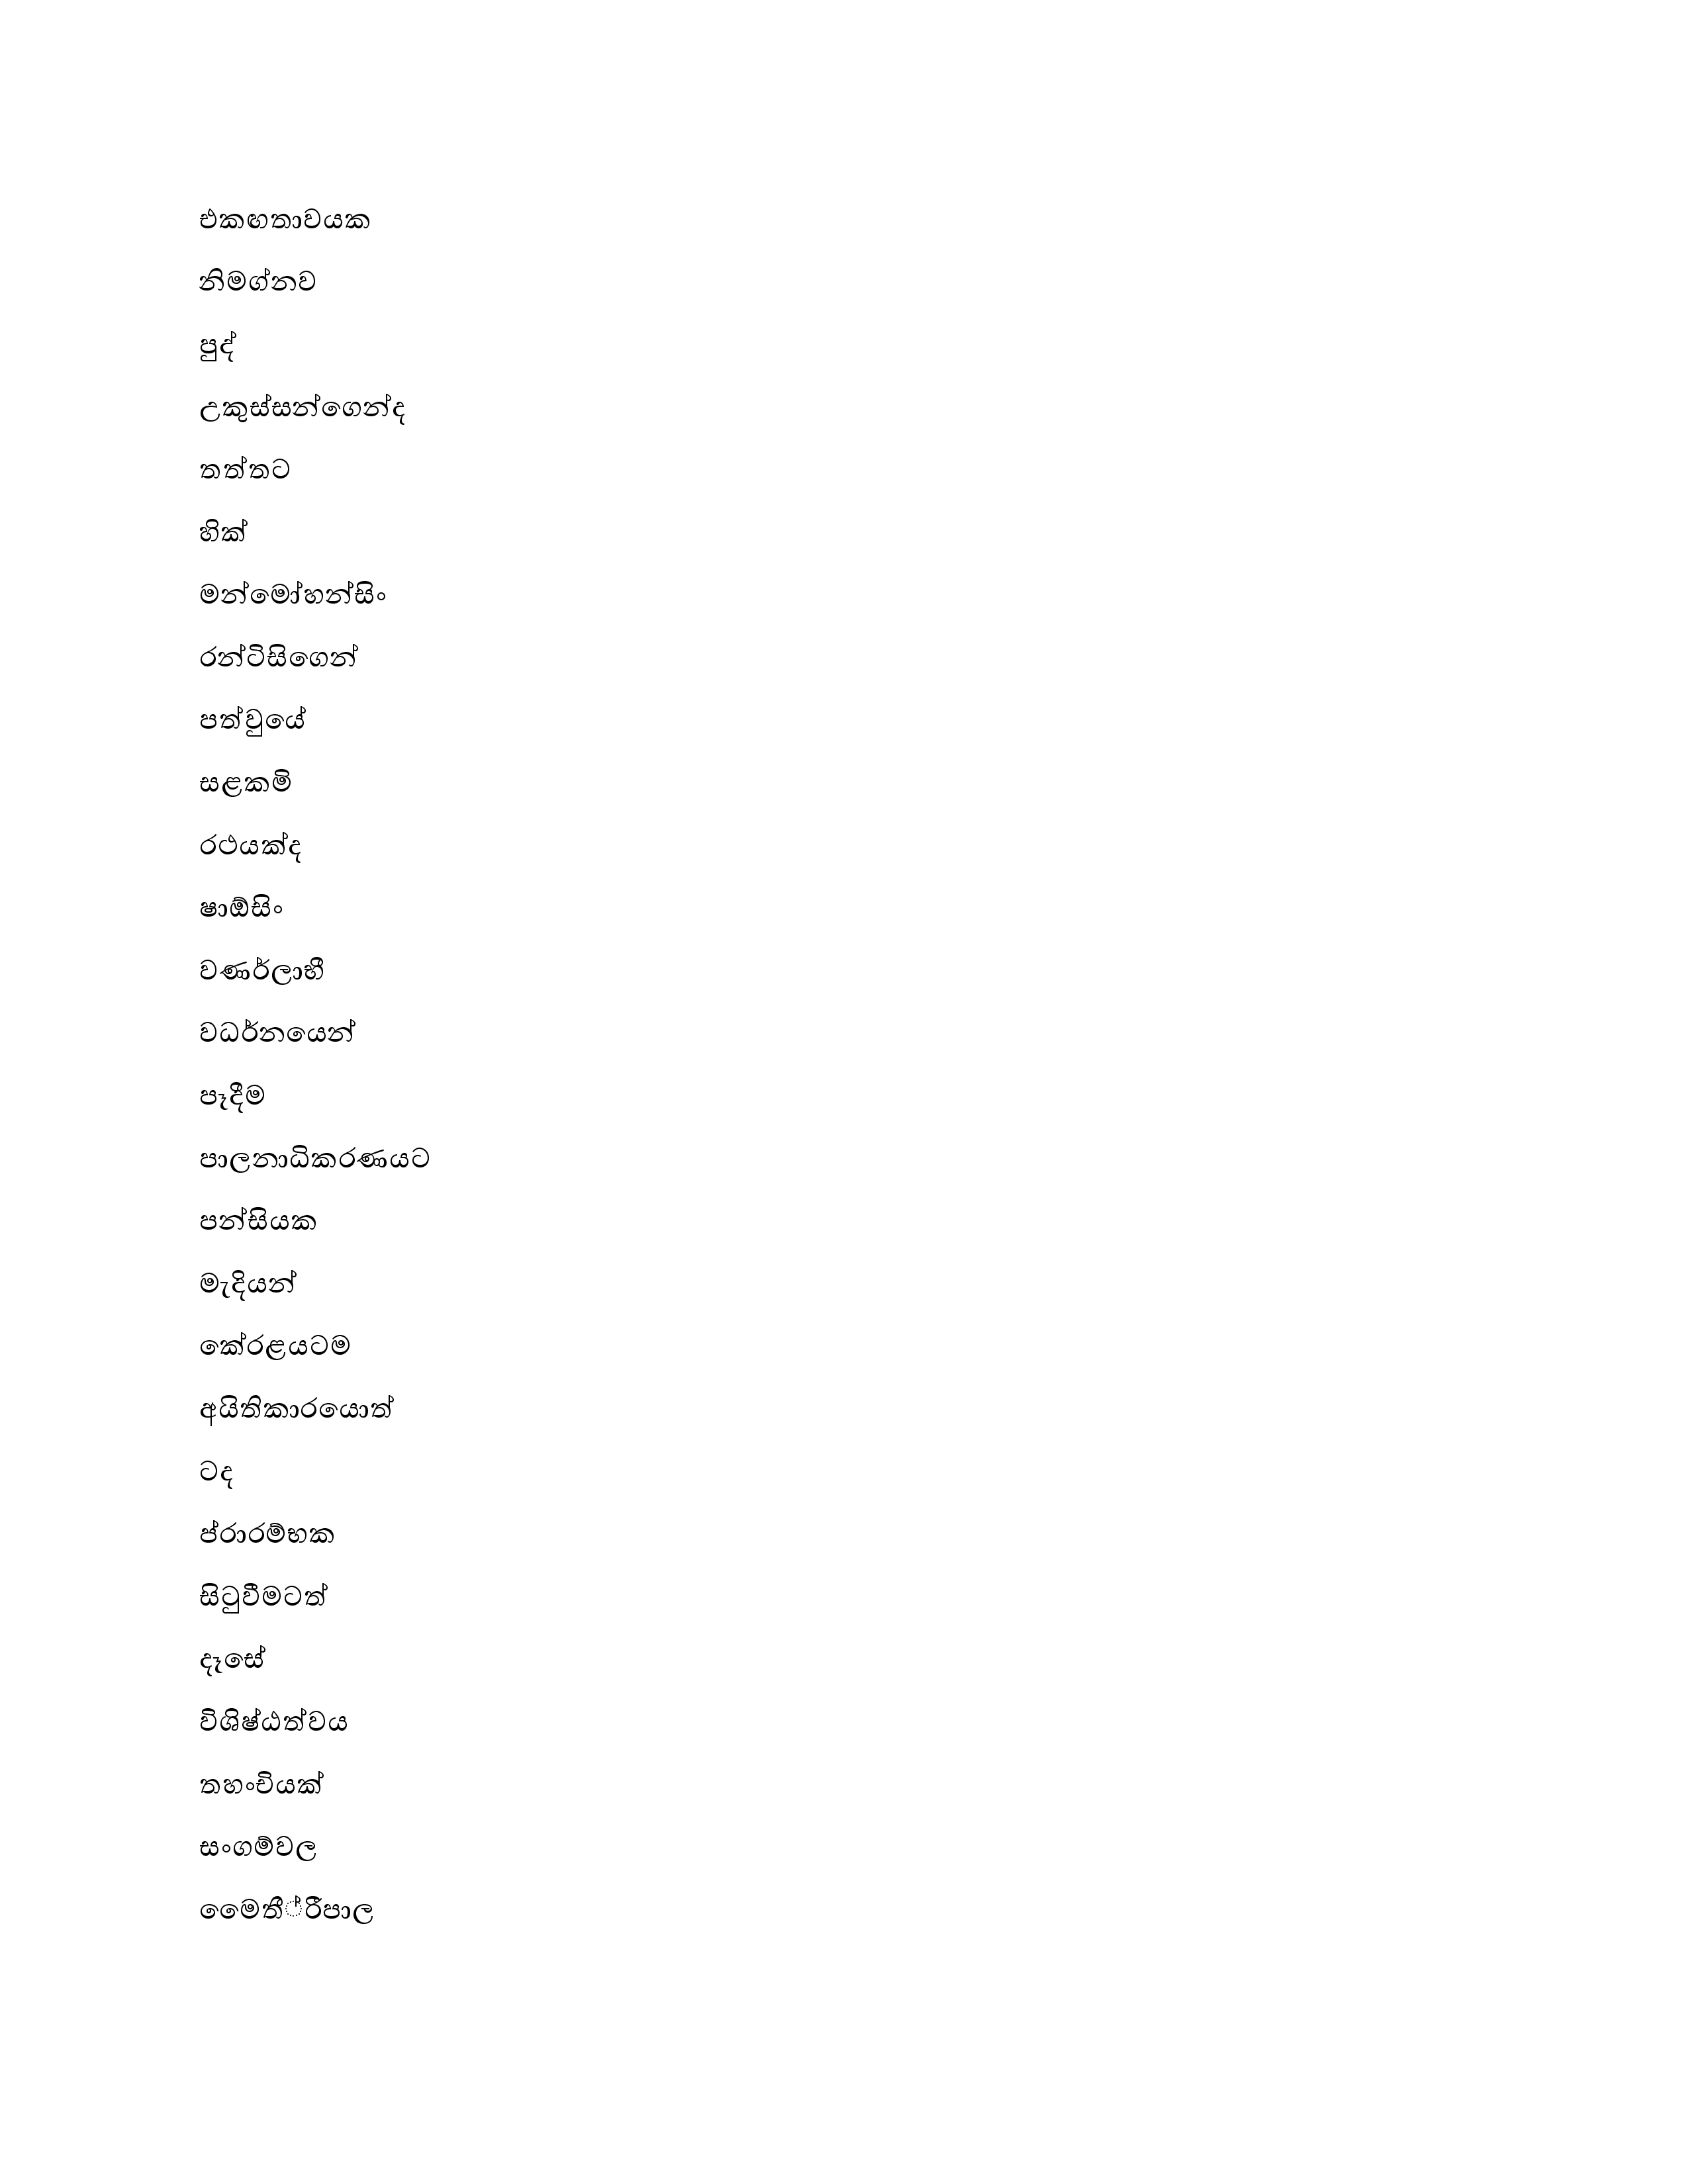 එකඟතාවයක
නිමග්නව
පුද්
උකුස්සන්ගෙන්ද
තත්තට
හික්
මන්මෝහන්සිං
රන්ටිසිගෙන්
පත්වුයේ
සළකමි
රථයක්ද
ෂාඕසිං
වණර්ලාභී
වධර්නයෙන්
පෑදීම
පාලනාධිකරණයට
පන්සියක
මැදියන්
කේරළයටම
අයිතිකාරයොත්
ටද
ප්රාරම්භක
සිටුවීමටත්
දෑසේ
විශිෂ්ඨත්වය
තහංචියක්
සංගම්වල
මෛතී්රීපාල